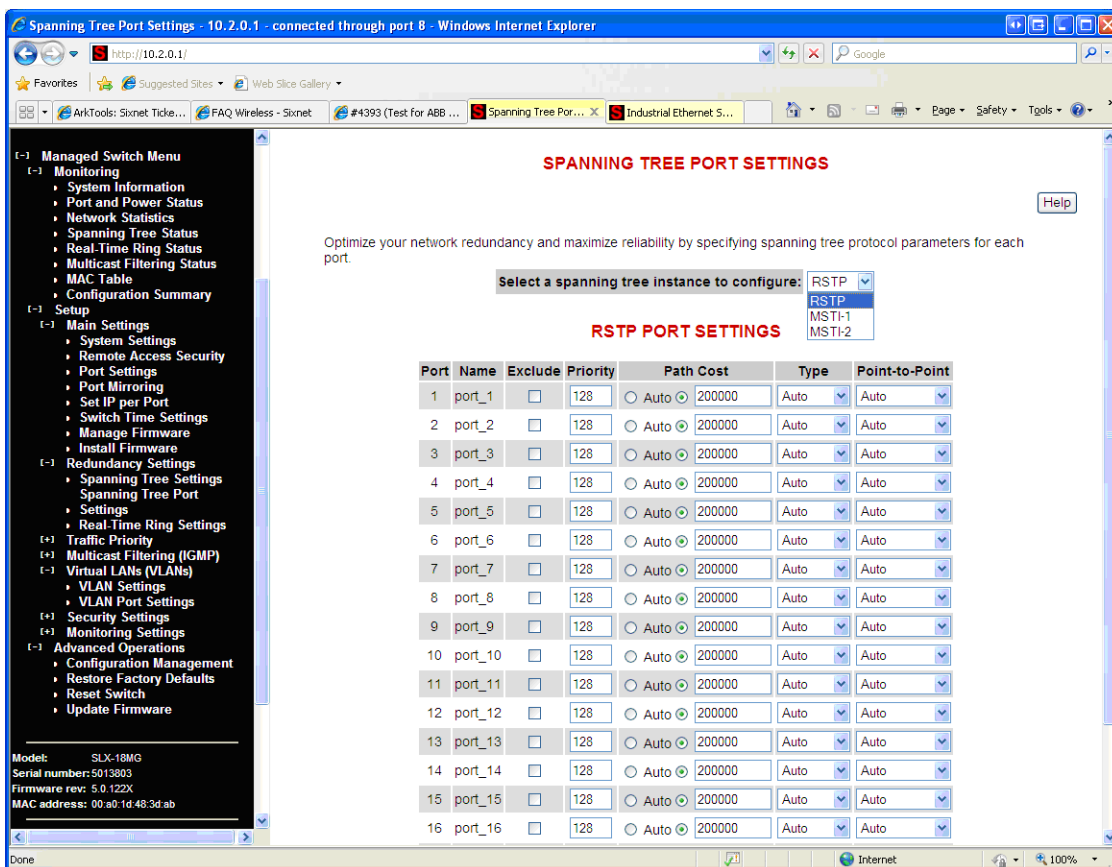 Spanning Tree Port Settings - 10.2.0.1 - connected through port 8 - Windows Internet Explorer
http://10.2.0.1/
Google
Favorites Suggested Sites Web Slice Gallery
ArkTools: Sixnet Ticke... FAQ Wireless - Sixnet #4393 (Test for ABB ... Spanning Tree Por... X Industrial Ethernet S... Page Safety Tools
[-] Managed Switch Menu
[-] Monitoring
System Information
Port and Power Status
Network Statistics
Spanning Tree Status
Real-Time Ring Status
Multicast Filtering Status
MAC Table
Configuration Summary
[-] Setup
[-] Main Settings
System Settings
Remote Access Security
Port Settings
Port Mirroring
Set IP per Port
Switch Time Settings
Manage Firmware
Install Firmware
[-] Redundancy Settings
Spanning Tree Settings
Spanning Tree Port
Settings
Real-Time Ring Settings
[+] Traffic Priority
[+] Multicast Filtering (IGMP)
[-] Virtual LANs (VLANs)
VLAN Settings
VLAN Port Settings
[+] Security Settings
[+] Monitoring Settings
[-] Advanced Operations
Configuration Management
Restore Factory Defaults
Reset Switch
Update Firmware
Model: SLX-18MG
Serial number: 5013803
Firmware rev: 5.0.122X
MAC address: 00:a0:1d:48:3d:ab
SPANNING TREE PORT SETTINGS
Help
Optimize your network redundancy and maximize reliability by specifying spanning tree protocol parameters for each
port.
Select a spanning tree instance to configure: RSTP
RSTP
MSTI-1
MSTI-2
RSTP PORT SETTINGS
Port Name Exclude Priority Path Cost Type Point-to-Point
1 port_1 128 Auto 200000 Auto Auto
2 port_2 128 Auto 200000 Auto Auto
3 port_3 128 Auto 200000 Auto Auto
4 port_4 128 Auto 200000 Auto Auto
5 port_5 128 Auto 200000 Auto Auto
6 port_6 128 Auto 200000 Auto Auto
7 port_7 128 Auto 200000 Auto Auto
8 port_8 128 Auto 200000 Auto Auto
9 port_9 128 Auto 200000 Auto Auto
10 port_10 128 Auto 200000 Auto Auto
11 port_11 128 Auto 200000 Auto Auto
12 port_12 128 Auto 200000 Auto Auto
13 port_13 128 Auto 200000 Auto Auto
14 port_14 128 Auto 200000 Auto Auto
15 port_15 128 Auto 200000 Auto Auto
16 port_16 128 Auto 200000 Auto Auto
Done Internet 100%